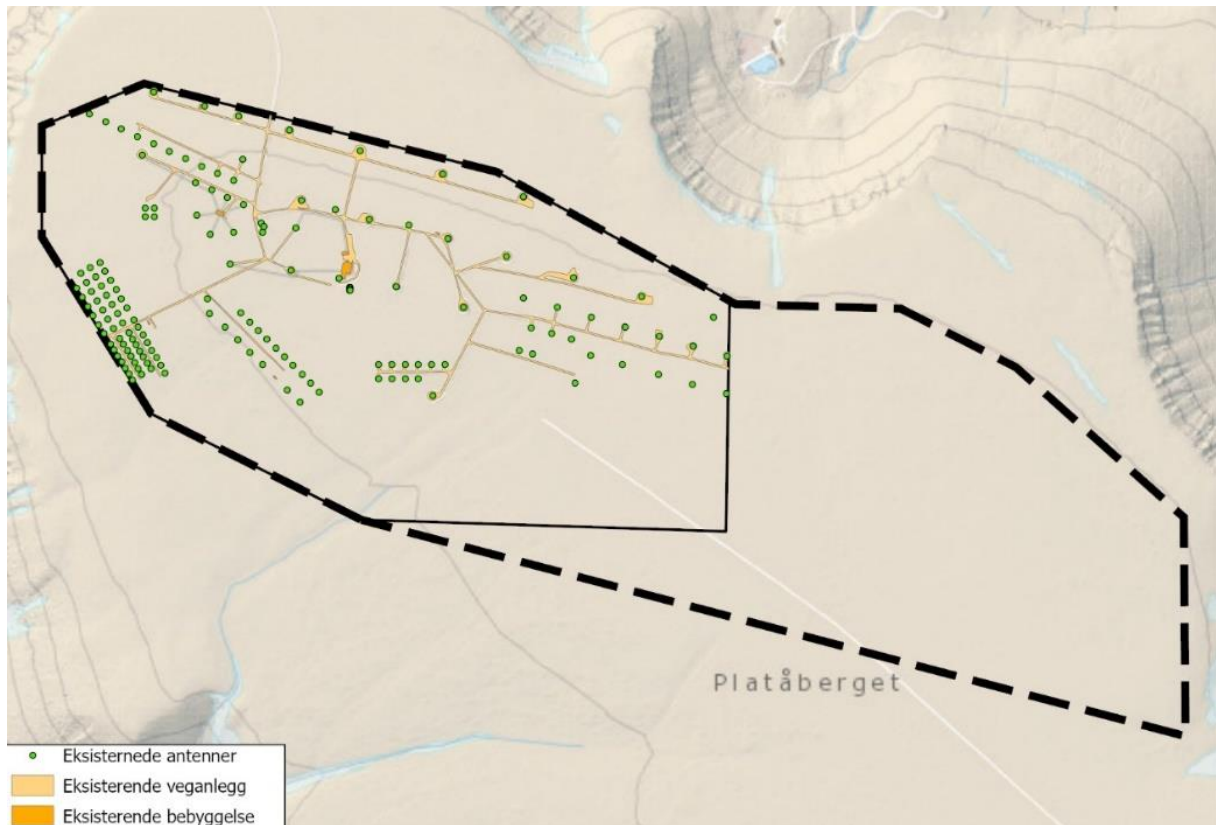 Platåberget
Eksisternede antenner
Eksisterende veganlegg
Eksisterende bebyggelse